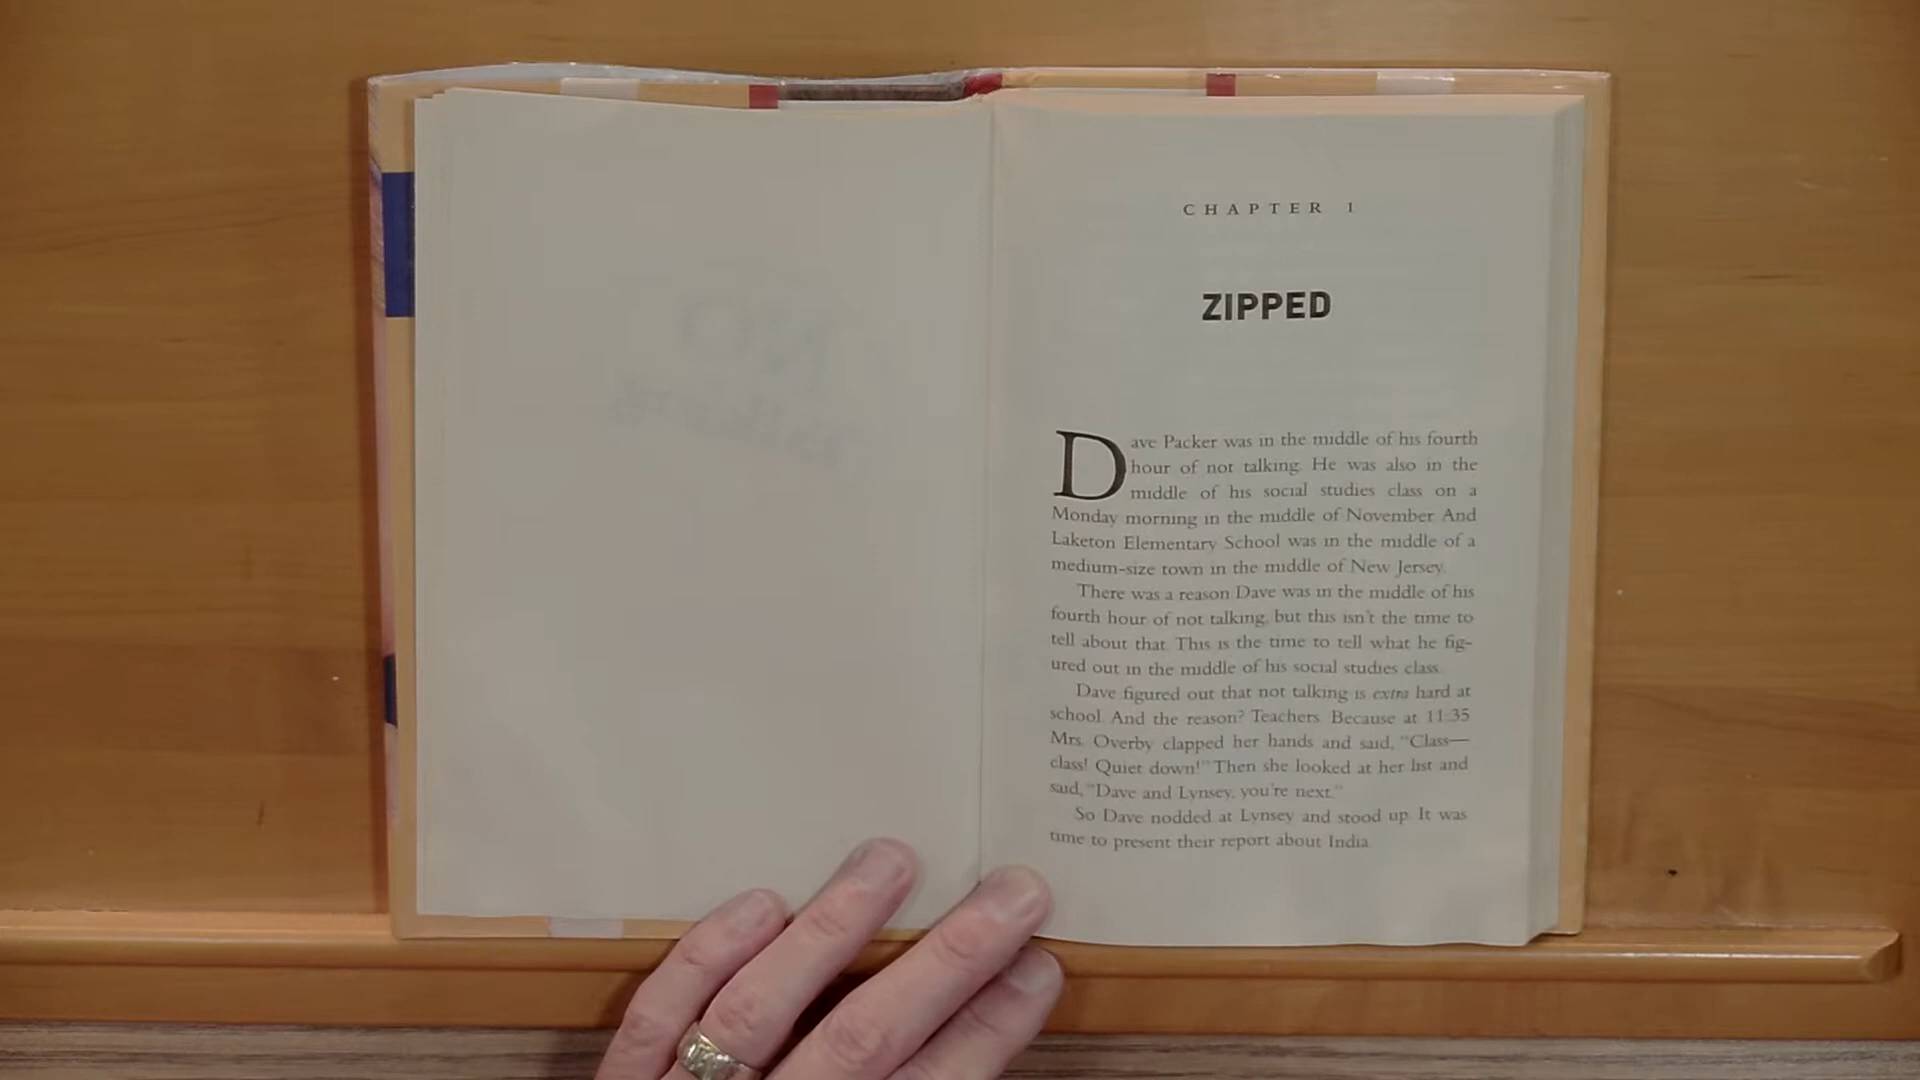 CHAPTER 1
ZIPPED
Dave Packer was in the middle of his fourth
hour of not talking. He was also in the
middle of his social studies class on a
Monday morning in the middle of November. And
Laketon Elementary School was in the middle of a
medium-size town in the middle of New Jersey.
There was a reason Dave was in the middle of his
fourth hour of not talking, but this isn't the time to
tell about that. This is the time to tell what he fig-
ured out in the middle of his social studies class.
Dave figured out that not talking is extra hard at
school. And the reason? Teachers. Because at 11:35
Mrs. Overby clapped her hands and said, "Class—
class! Quiet down!" Then she looked at her list and
said, "Dave and Lynsey, you're next."
So Dave nodded at Lynsey and stood up. It was
time to present their report about India.